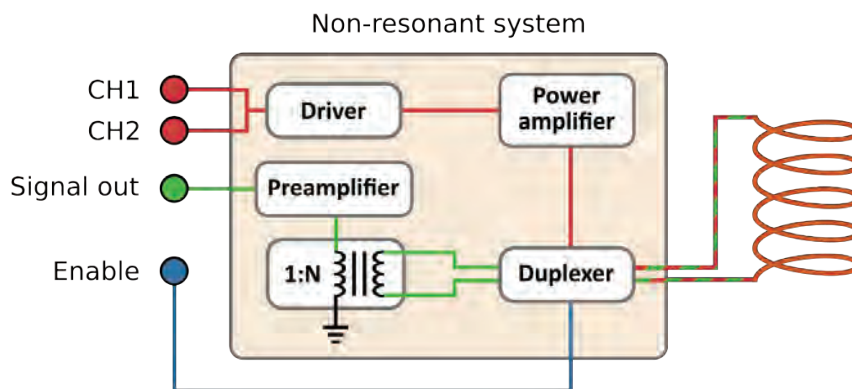 Non-resonant system
CH1
CH2
Driver
Power
amplifier
Signal out
Preamplifier
Enable
1:N
Duplexer